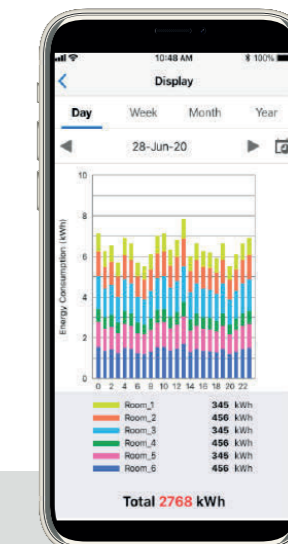 10:48 AM 100%
Display
Day Week Month Year
28-Jun-20
Energy Consumption (kWh)
10
8
6
4
2
0
0 2 4 6 8 10 12 14 16 18 20 22
Room_1 345 kWh
Room_2 456 kWh
Room_3 345 kWh
Room_4 456 kWh
Room_5 345 kWh
Room_6 456 kWh
Total 2768 kWh